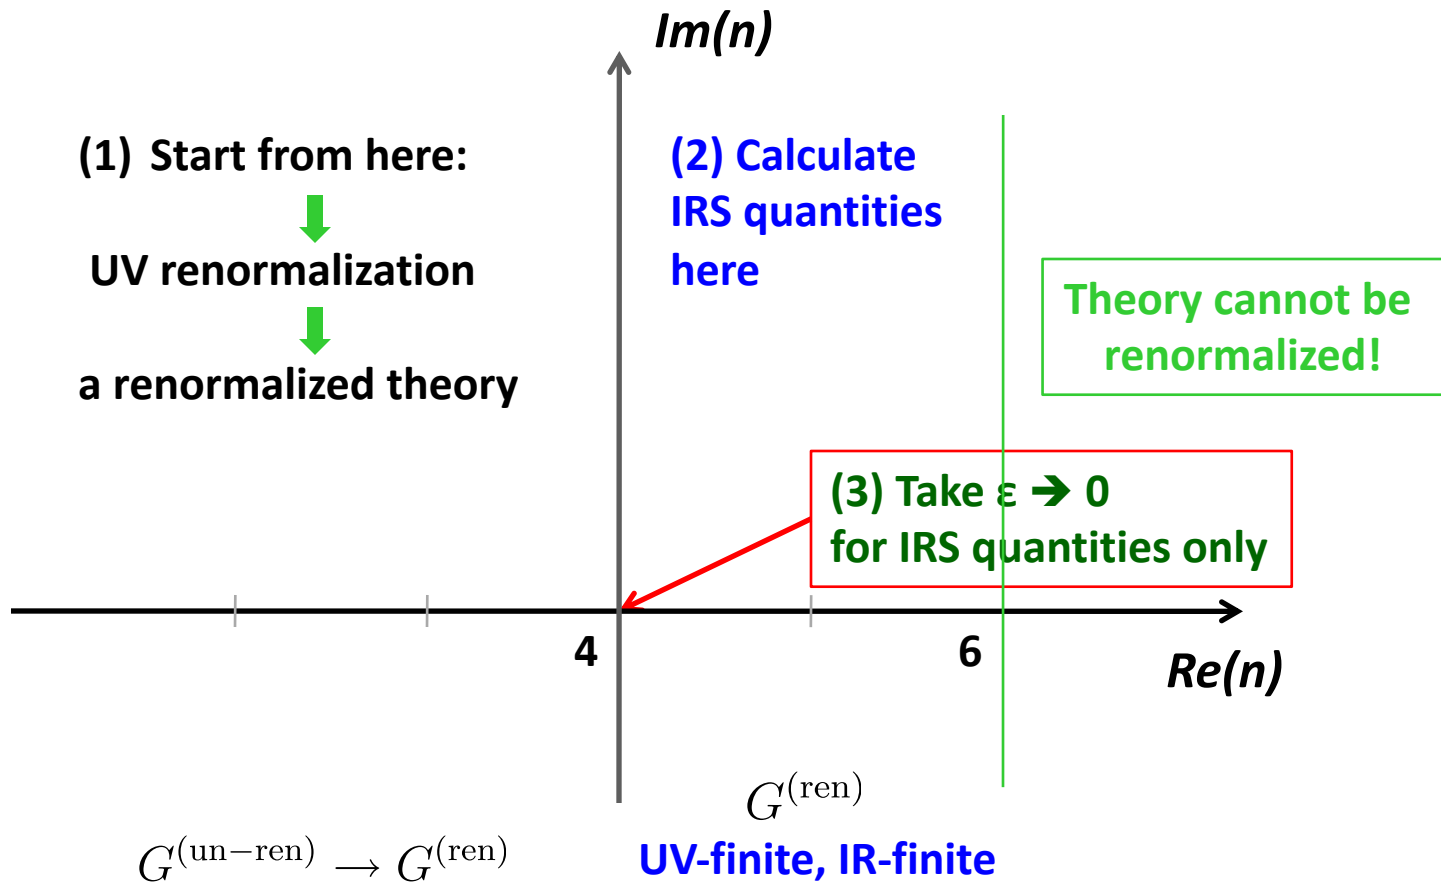 Im(n)
(1) Start from here:
UV renormalization
a renormalized theory
(2) Calculate
IRS quantities
here
Theory cannot be
renormalized!
(3) Take ε ➔ 0
for IRS quantities only
4
6
Re(n)
G^(ren)
G^(un−ren) → G^(ren)
UV-finite, IR-finite